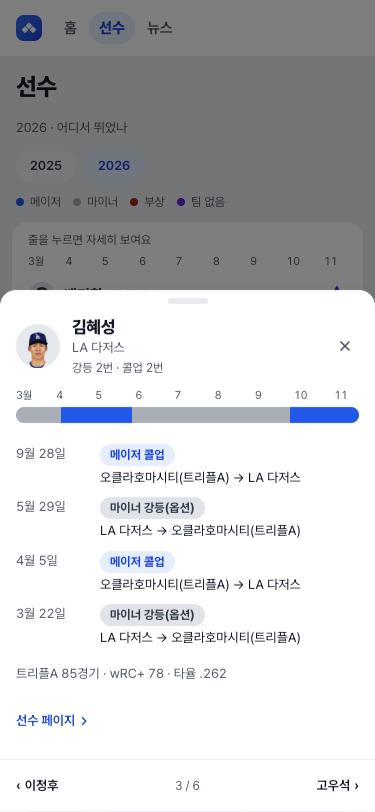 홈 선수 뉴스
선수
2026 · 어디서 뛰었나
2025 2026
메이저 마이너 부상 팀 없음
줄을 누르면 자세히 보여요
3월 4 5 6 7 8 9 10 11
김혜성
LA 다저스
강등 2번 · 콜업 2번
3월 4 5 6 7 8 9 10 11
9월 28일 메이저 콜업
오클라호마시티(트리플A) → LA 다저스
5월 29일 마이너 강등(옵션)
LA 다저스 → 오클라호마시티(트리플A)
4월 5일 메이저 콜업
오클라호마시티(트리플A) → LA 다저스
3월 22일 마이너 강등(옵션)
LA 다저스 → 오클라호마시티(트리플A)
트리플A 85경기 · wRC+ 78 · 타율 .262
선수 페이지 ›
‹ 이정후 3 / 6 고우석 ›